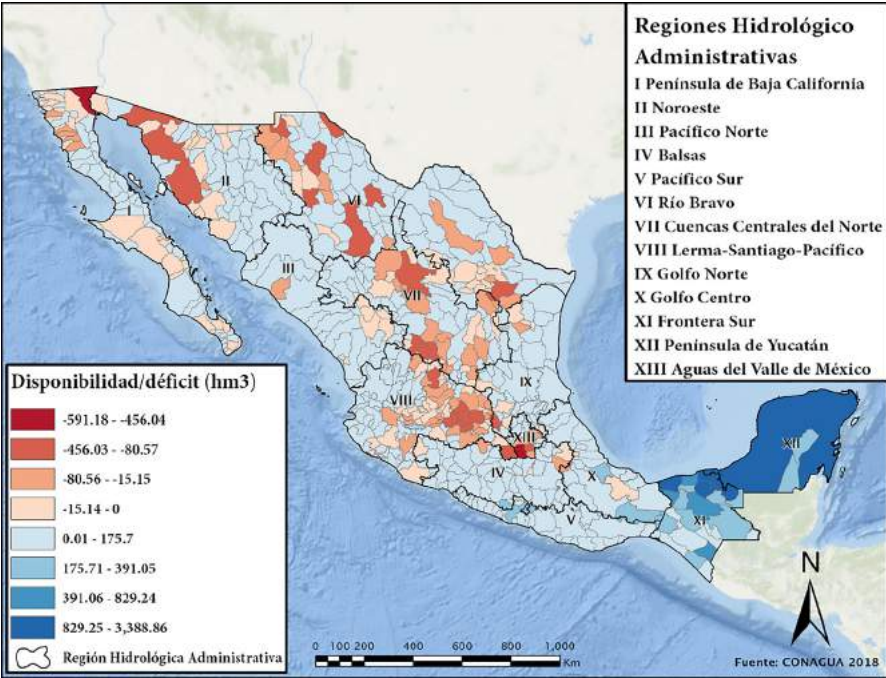 Regiones Hidrológico
Administrativas
I Península de Baja California
II Noroeste
III Pacífico Norte
IV Balsas
V Pacífico Sur
VI Río Bravo
VII Cuencas Centrales del Norte
VIII Lerma-Santiago-Pacífico
IX Golfo Norte
X Golfo Centro
XI Frontera Sur
XII Península de Yucatán
XIII Aguas del Valle de México
I
II
III
VI
VII
VIII
IX
XIII
IV
V
X
XI
XII
Disponibilidad/déficit (hm3)
-591.18 - -456.04
-456.03 - -80.57
-80.56 - -15.15
-15.14 - 0
0.01 - 175.7
175.71 - 391.05
391.06 - 829.24
829.25 - 3,388.86
Región Hidrológica Administrativa
0 100 200 400 600 800 1,000
Km
N
Fuente: CONAGUA 2018